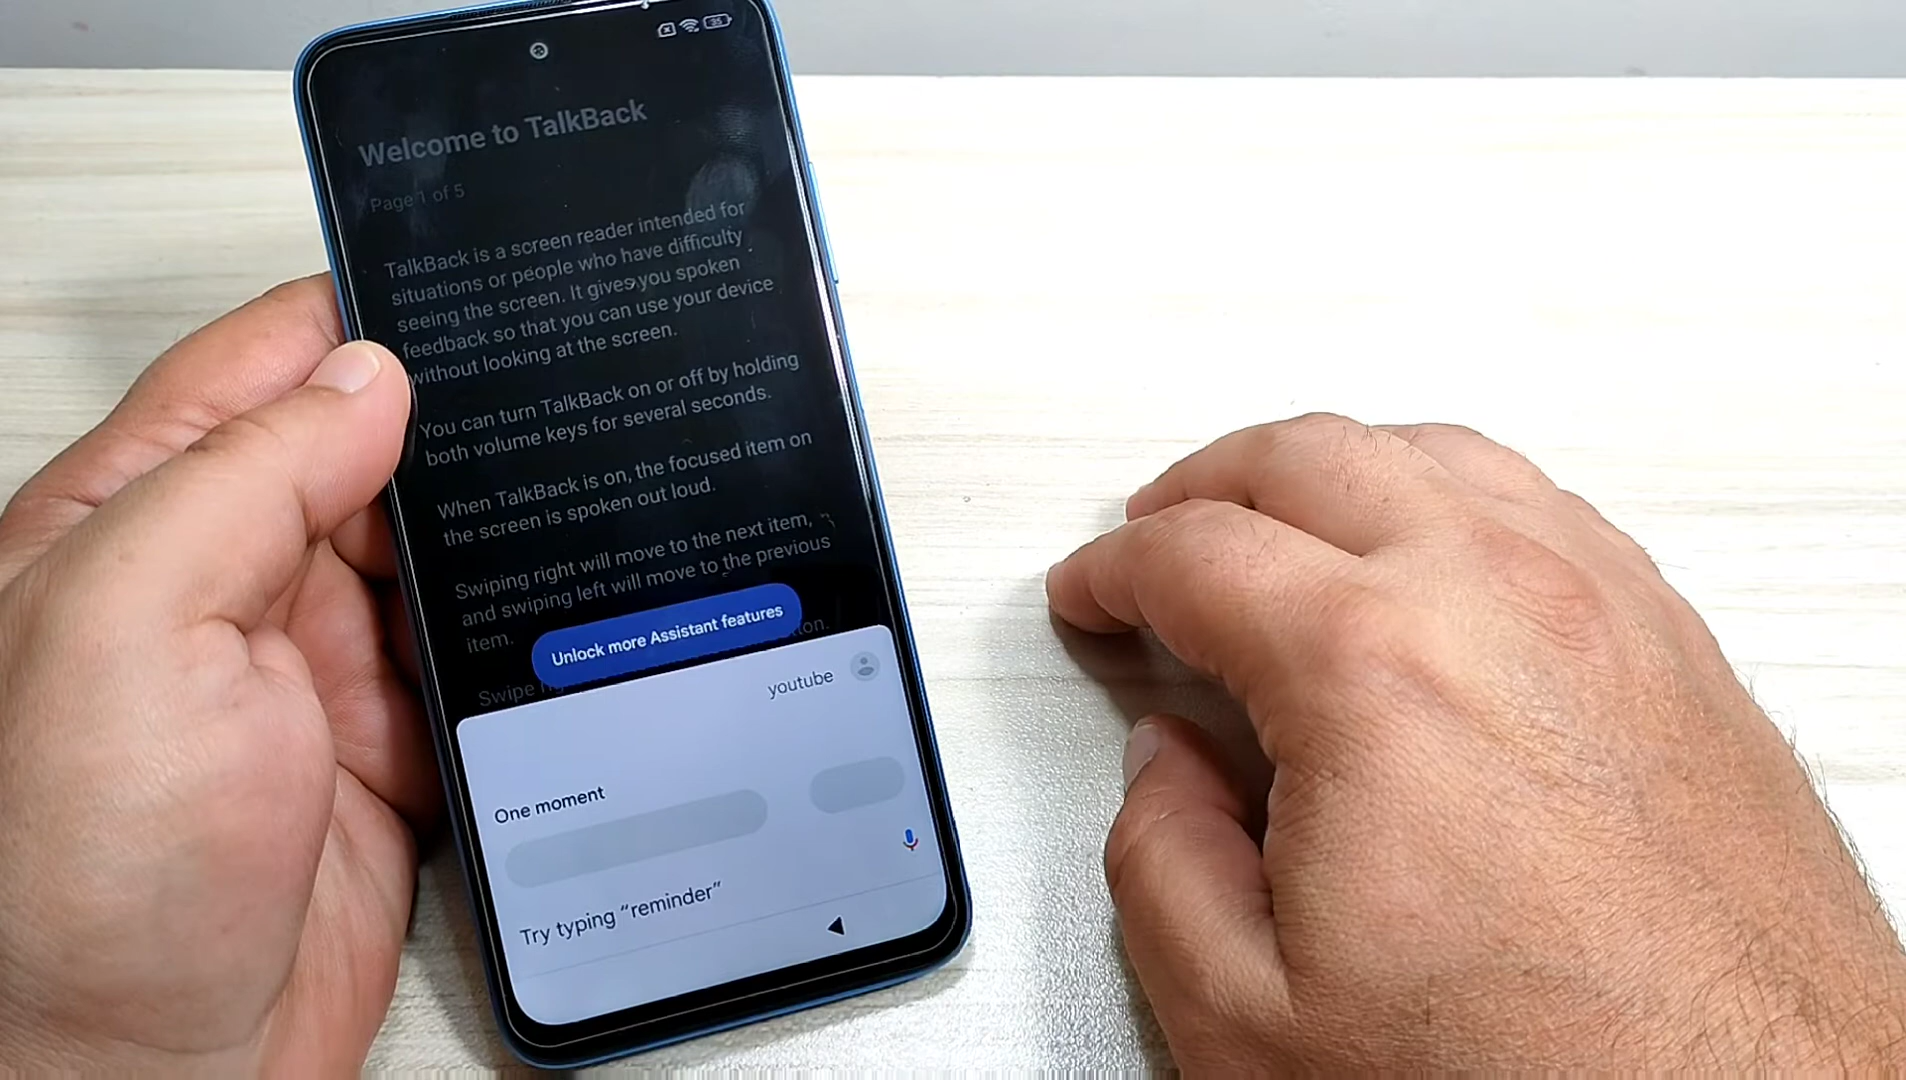 35
Welcome to TalkBack
Page 1 of 5
TalkBack is a screen reader intended for
situations or people who have difficulty
seeing the screen. It gives you spoken
feedback so that you can use your device
without looking at the screen.
You can turn TalkBack on or off by holding
both volume keys for several seconds.
When TalkBack is on, the focused item on
the screen is spoken out loud.
Swiping right will move to the next item,
and swiping left will move to the previous
item.
Unlock more Assistant features
Swipe
youtube
One moment
Try typing “reminder”